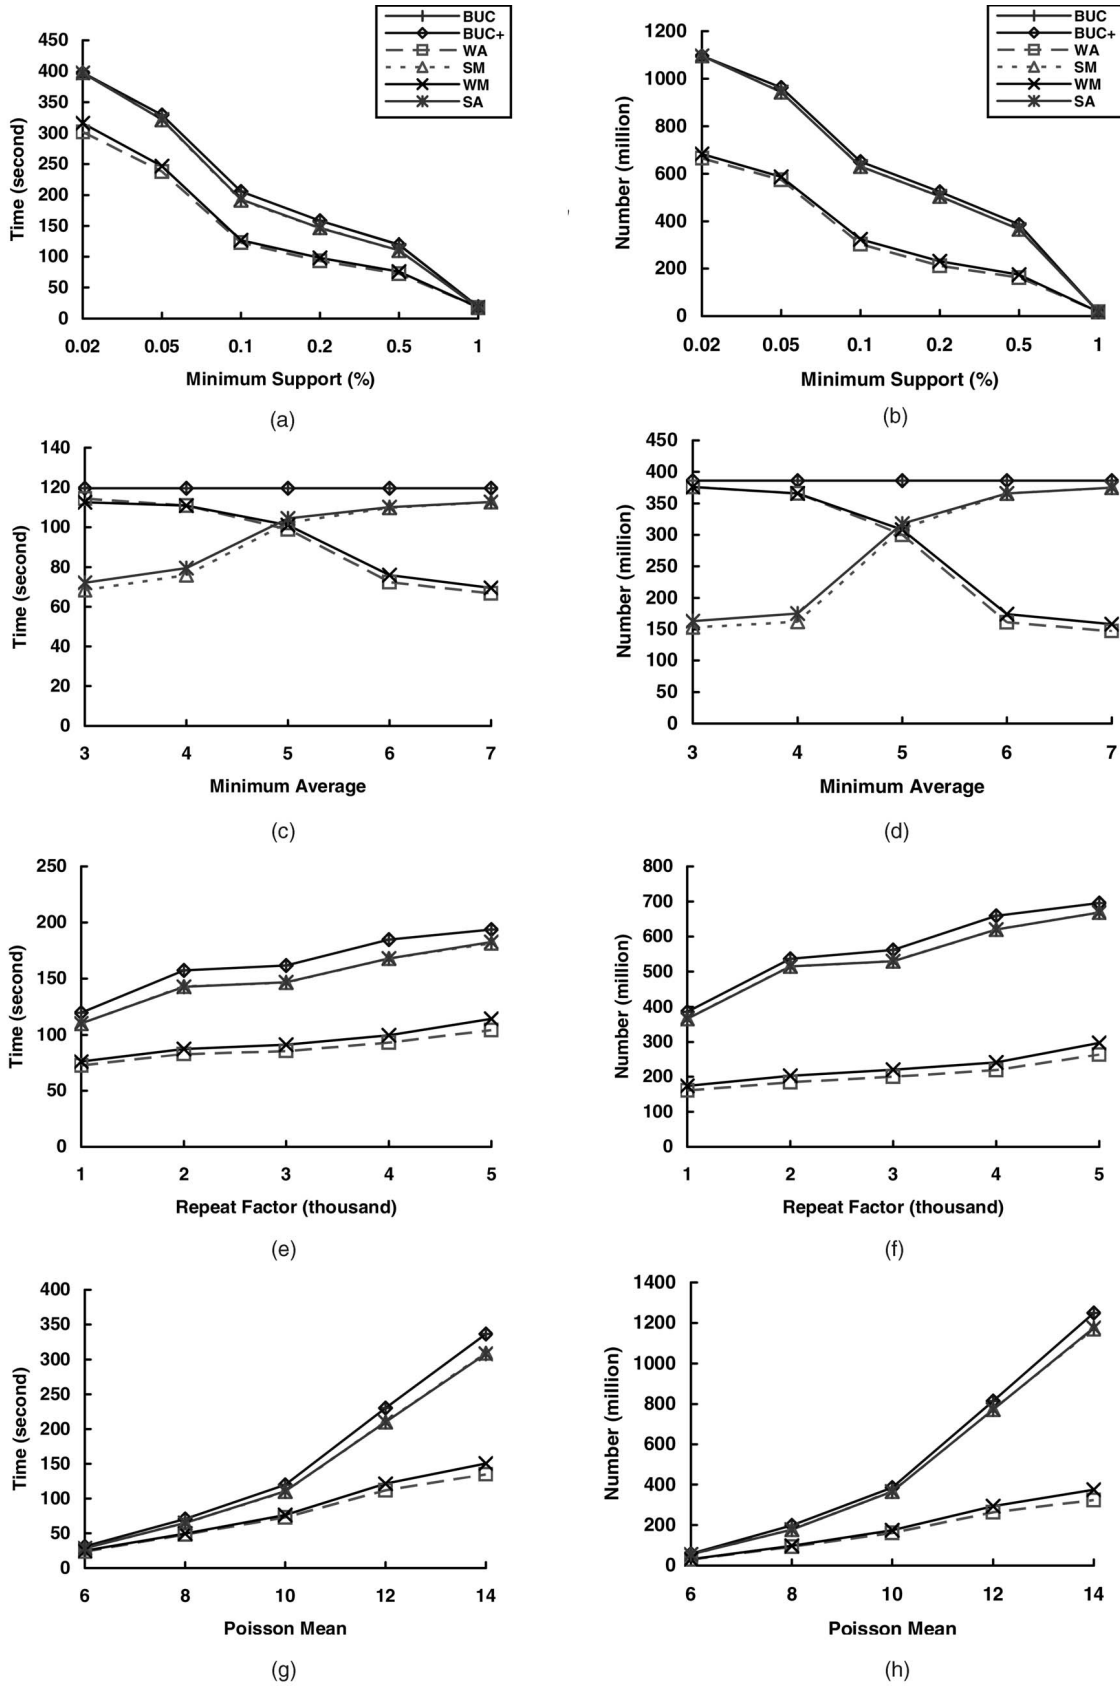 BUC
BUC+
WA
SM
WM
SA
450
400
350
300
250
200
150
100
50
0
Time (second)
0.02 0.05 0.1 0.2 0.5 1
Minimum Support (%)
(a)
BUC
BUC+
WA
SM
WM
SA
1200
1000
800
600
400
200
0
Number (million)
0.02 0.05 0.1 0.2 0.5 1
Minimum Support (%)
(b)
140
120
100
80
60
40
20
0
Time (second)
3 4 5 6 7
Minimum Average
(c)
450
400
350
300
250
200
150
100
50
0
Number (million)
3 4 5 6 7
Minimum Average
(d)
250
200
150
100
50
0
Time (second)
1 2 3 4 5
Repeat Factor (thousand)
(e)
800
700
600
500
400
300
200
100
0
Number (million)
1 2 3 4 5
Repeat Factor (thousand)
(f)
400
350
300
250
200
150
100
50
0
Time (second)
6 8 10 12 14
Poisson Mean
(g)
1400
1200
1000
800
600
400
200
0
Number (million)
6 8 10 12 14
Poisson Mean
(h)